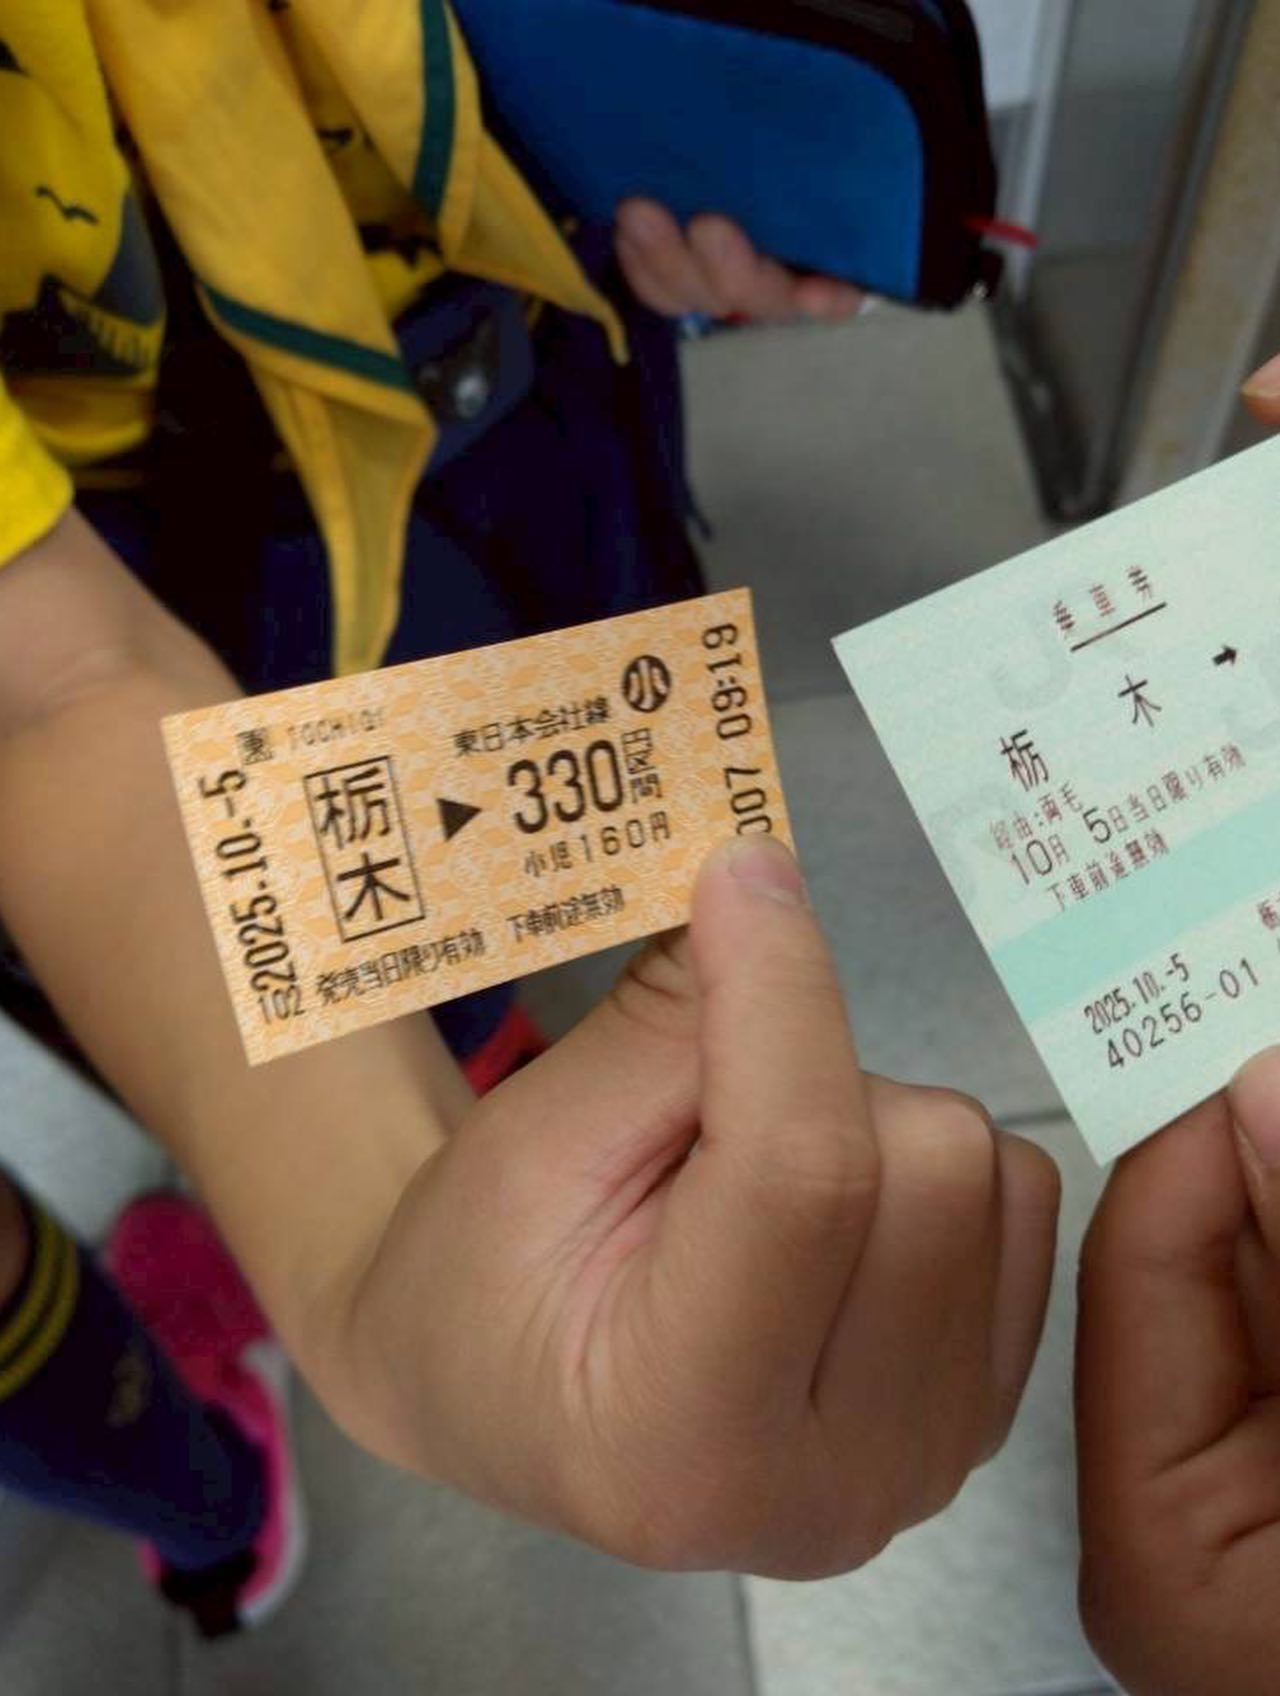 TOCHIGI
2025.10.-5
栃木
東日本会社線
小
▶ 330円区間
小児160円
発売当日限り有効 下車前途無効
09:19
乗車券
栃木 →
経由:両毛
10月 5日当日限り有効
下車前途無効
2025.10.-5
40256-01